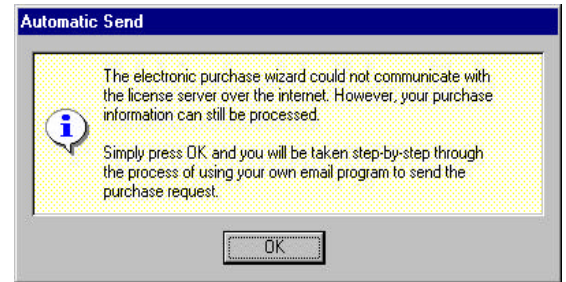 Automatic Send
The electronic purchase wizard could not communicate with
the license server over the internet. However, your purchase
information can still be processed.
Simply press OK and you will be taken step-by-step through
the process of using your own email program to send the
purchase request.
OK